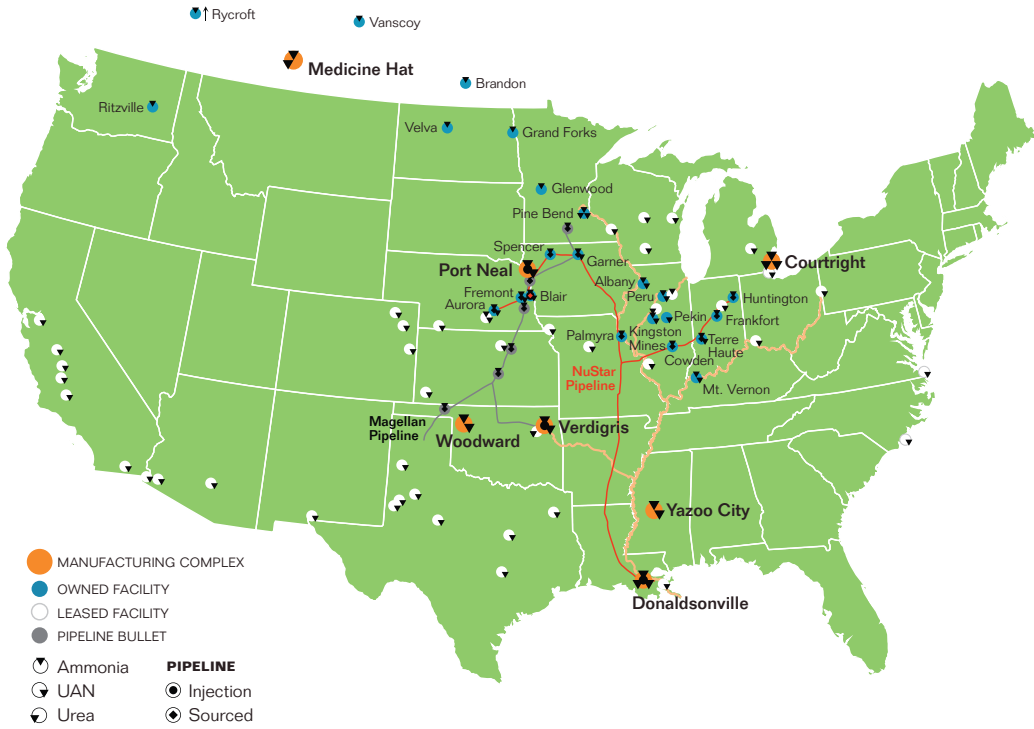 ↑ Rycroft
Vanscoy
Medicine Hat
Brandon
Ritzville
Velva
Grand Forks
Glenwood
Pine Bend
Spencer
Garner
Port Neal
Courtright
Albany
Fremont
Blair
Peru
Huntington
Aurora
Pekin
Frankfort
Palmyra
Kingston
Mines
Terre
Haute
Cowden
NuStar
Pipeline
Mt. Vernon
Magellan
Pipeline
Woodward
Verdigris
Yazoo City
Donaldsonville
MANUFACTURING COMPLEX
OWNED FACILITY
LEASED FACILITY
PIPELINE BULLET
Ammonia
UAN
Urea
PIPELINE
Injection
Sourced